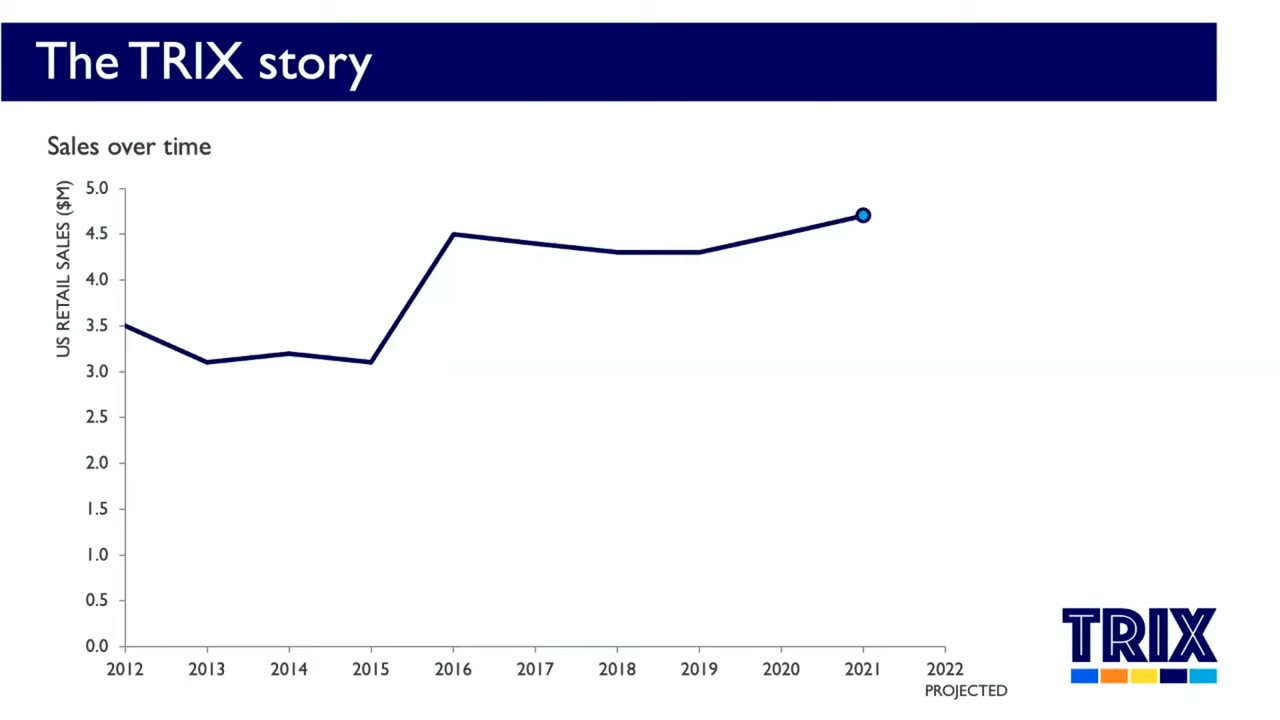 The TRIX story
Sales over time
US RETAIL SALES ($M)
5.0
4.5
4.0
3.5
3.0
2.5
2.0
1.5
1.0
0.5
0.0
2012 2013 2014 2015 2016 2017 2018 2019 2020 2021 2022
PROJECTED
TRIX